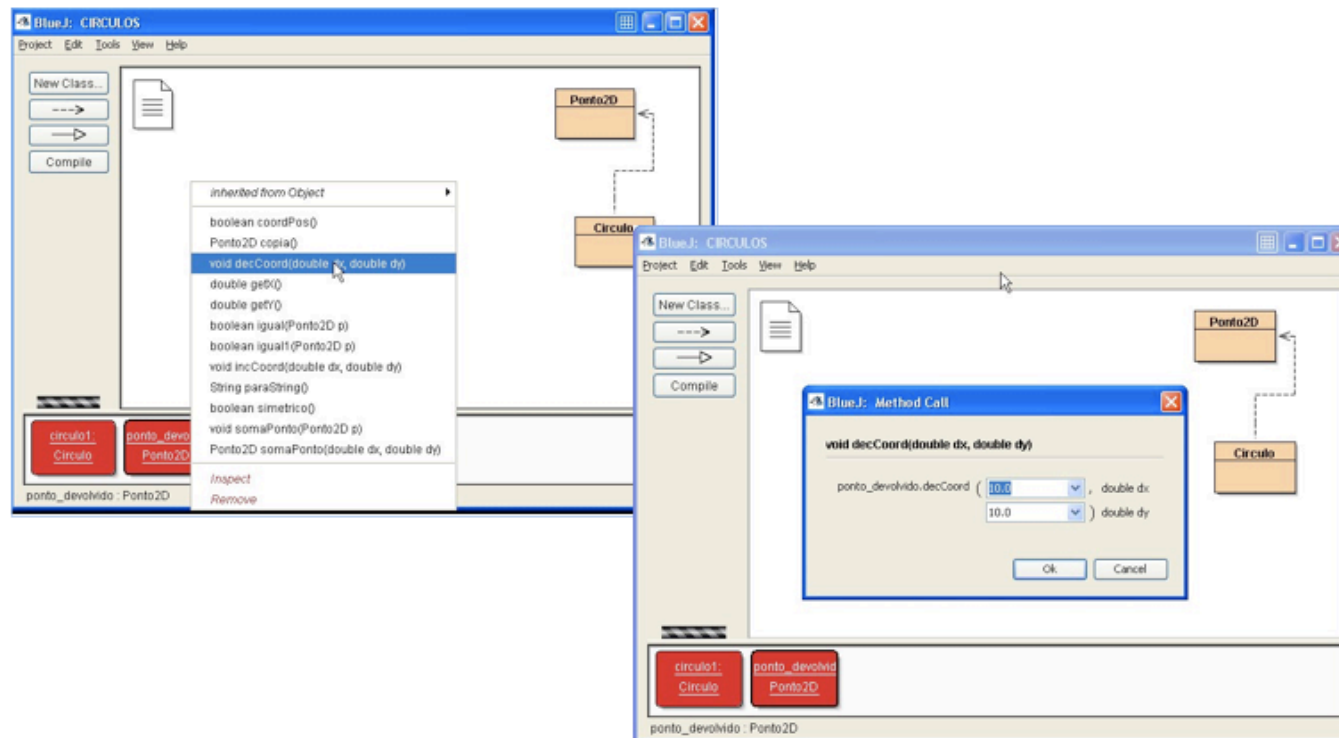 BlueJ: CIRCULOS
Project Edit Tools View Help
New Class...
Compile
Ponto2D
Circulo
inherited from Object
boolean coordPos()
Ponto2D copia()
void decCoord(double dx, double dy)
double getX()
double getY()
boolean igual(Ponto2D p)
boolean igual1(Ponto2D p)
void incCoord(double dx, double dy)
String paraString()
boolean simetrico()
void somaPonto(Ponto2D p)
Ponto2D somaPonto(double dx, double dy)
Inspect
Remove
circulo1:
Circulo
ponto_devo
Ponto2D
ponto_devolvido : Ponto2D
BlueJ: CIRCULOS
Project Edit Tools View Help
New Class...
Compile
Ponto2D
Circulo
BlueJ: Method Call
void decCoord(double dx, double dy)
ponto_devolvido.decCoord ( 10.0 , double dx
10.0 ) double dy
Ok Cancel
circulo1:
Circulo
ponto_devolvid
Ponto2D
ponto_devolvido : Ponto2D